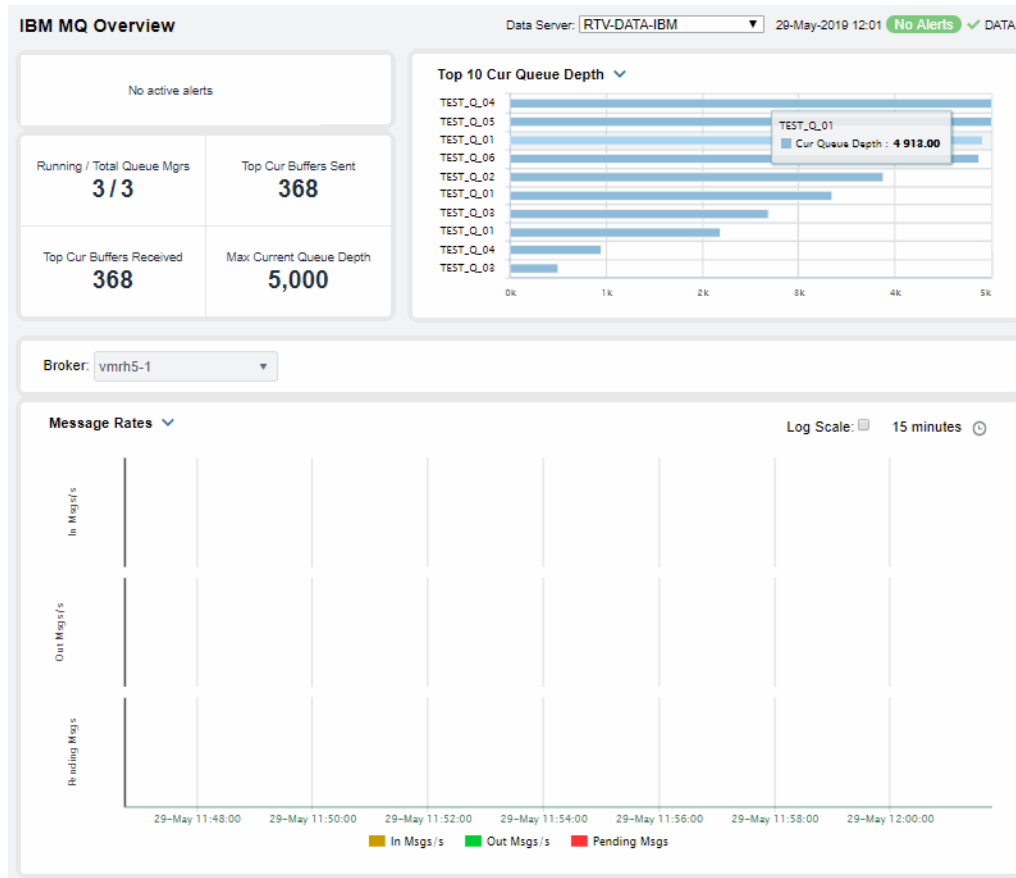 IBM MQ Overview
Data Server: RTV-DATA-IBM 29-May-2019 12:01 No Alerts DATA
No active alerts
Running / Total Queue Mgrs
3 / 3
Top Cur Buffers Sent
368
Top Cur Buffers Received
368
Max Current Queue Depth
5,000
Top 10 Cur Queue Depth
TEST_Q_04
TEST_Q_05
TEST_Q_01
TEST_Q_06
TEST_Q_02
TEST_Q_01
TEST_Q_03
TEST_Q_01
TEST_Q_04
TEST_Q_03
TEST_Q_01
Cur Queue Depth : 4 913.00
0k 1k 2k 3k 4k 5k
Broker: vmrh5-1
Message Rates
Log Scale: 15 minutes
In Msgs/s
Out Msgs/s
Pending Msgs
29-May 11:48:00 29-May 11:50:00 29-May 11:52:00 29-May 11:54:00 29-May 11:56:00 29-May 11:58:00 29-May 12:00:00
In Msgs/s Out Msgs/s Pending Msgs